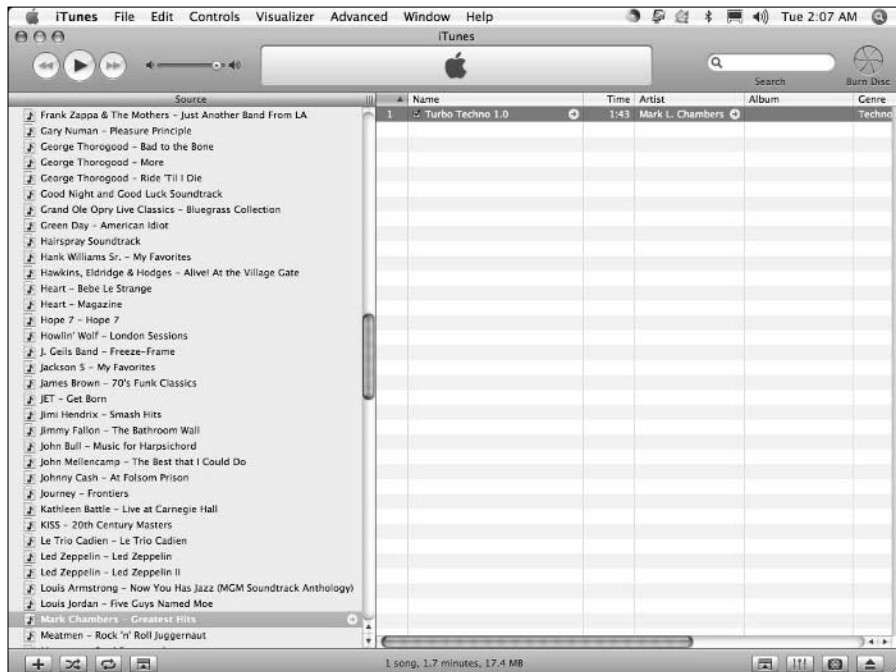 iTunes File Edit Controls Visualizer Advanced Window Help Tue 2:07 AM
iTunes
Search
Burn Disc
Source
Name Time Artist Album Genre
1 Turbo Techno 1.0 1:43 Mark L. Chambers Techno
Frank Zappa & The Mothers – Just Another Band From LA
Gary Numan – Pleasure Principle
George Thorogood – Bad to the Bone
George Thorogood – More
George Thorogood – Ride 'Til I Die
Good Night and Good Luck Soundtrack
Grand Ole Opry Live Classics – Bluegrass Collection
Green Day – American Idiot
Hairspray Soundtrack
Hank Williams Sr. – My Favorites
Hawkins, Eldridge & Hodges – Alive! At the Village Gate
Heart – Bebe Le Strange
Heart – Magazine
Hope 7 – Hope 7
Howlin' Wolf – London Sessions
J. Geils Band – Freeze-Frame
Jackson 5 – My Favorites
James Brown – 70's Funk Classics
JET – Get Born
Jimi Hendrix – Smash Hits
Jimmy Fallon – The Bathroom Wall
John Bull – Music for Harpsichord
John Mellencamp – The Best that I Could Do
Johnny Cash – At Folsom Prison
Journey – Frontiers
Kathleen Battle – Live at Carnegie Hall
KISS – 20th Century Masters
Le Trio Cadien – Le Trio Cadien
Led Zeppelin – Led Zeppelin
Led Zeppelin – Led Zeppelin II
Louis Armstrong – Now You Has Jazz (MGM Soundtrack Anthology)
Louis Jordan – Five Guys Named Moe
Mark Chambers – Greatest Hits
Meatmen – Rock 'n' Roll Juggernaut
1 song, 1.7 minutes, 17.4 MB